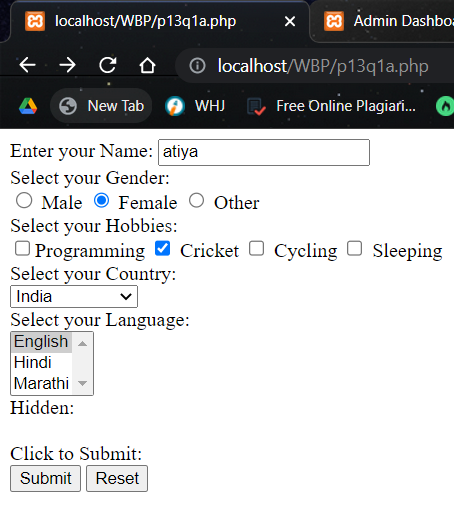 localhost/WBP/p13q1a.php Admin Dashboa
localhost/WBP/p13q1a.php
New Tab WHJ Free Online Plagiari...
Enter your Name: atiya
Select your Gender:
Male Female Other
Select your Hobbies:
Programming Cricket Cycling Sleeping
Select your Country:
India
Select your Language:
English
Hindi
Marathi
Hidden:
Click to Submit:
Submit Reset